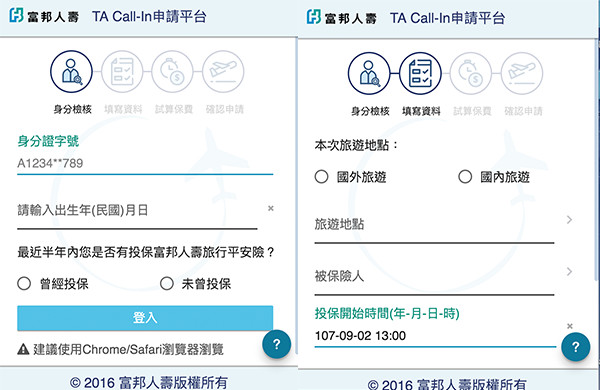 富邦人壽 TA Call-In申請平台
身分檢核 填寫資料 試算保費 確認申請
身分證字號
A1234**789
請輸入出生年(民國)月日
最近半年內您是否有投保富邦人壽旅行平安險？
曾經投保 未曾投保
登入
建議使用Chrome/Safari瀏覽器瀏覽
?
© 2016 富邦人壽版權所有
富邦人壽 TA Call-In申請平台
身分檢核 填寫資料 試算保費 確認申請
本次旅遊地點：
國外旅遊 國內旅遊
旅遊地點
被保險人
投保開始時間(年-月-日-時)
107-09-02 13:00
?
© 2016 富邦人壽版權所有